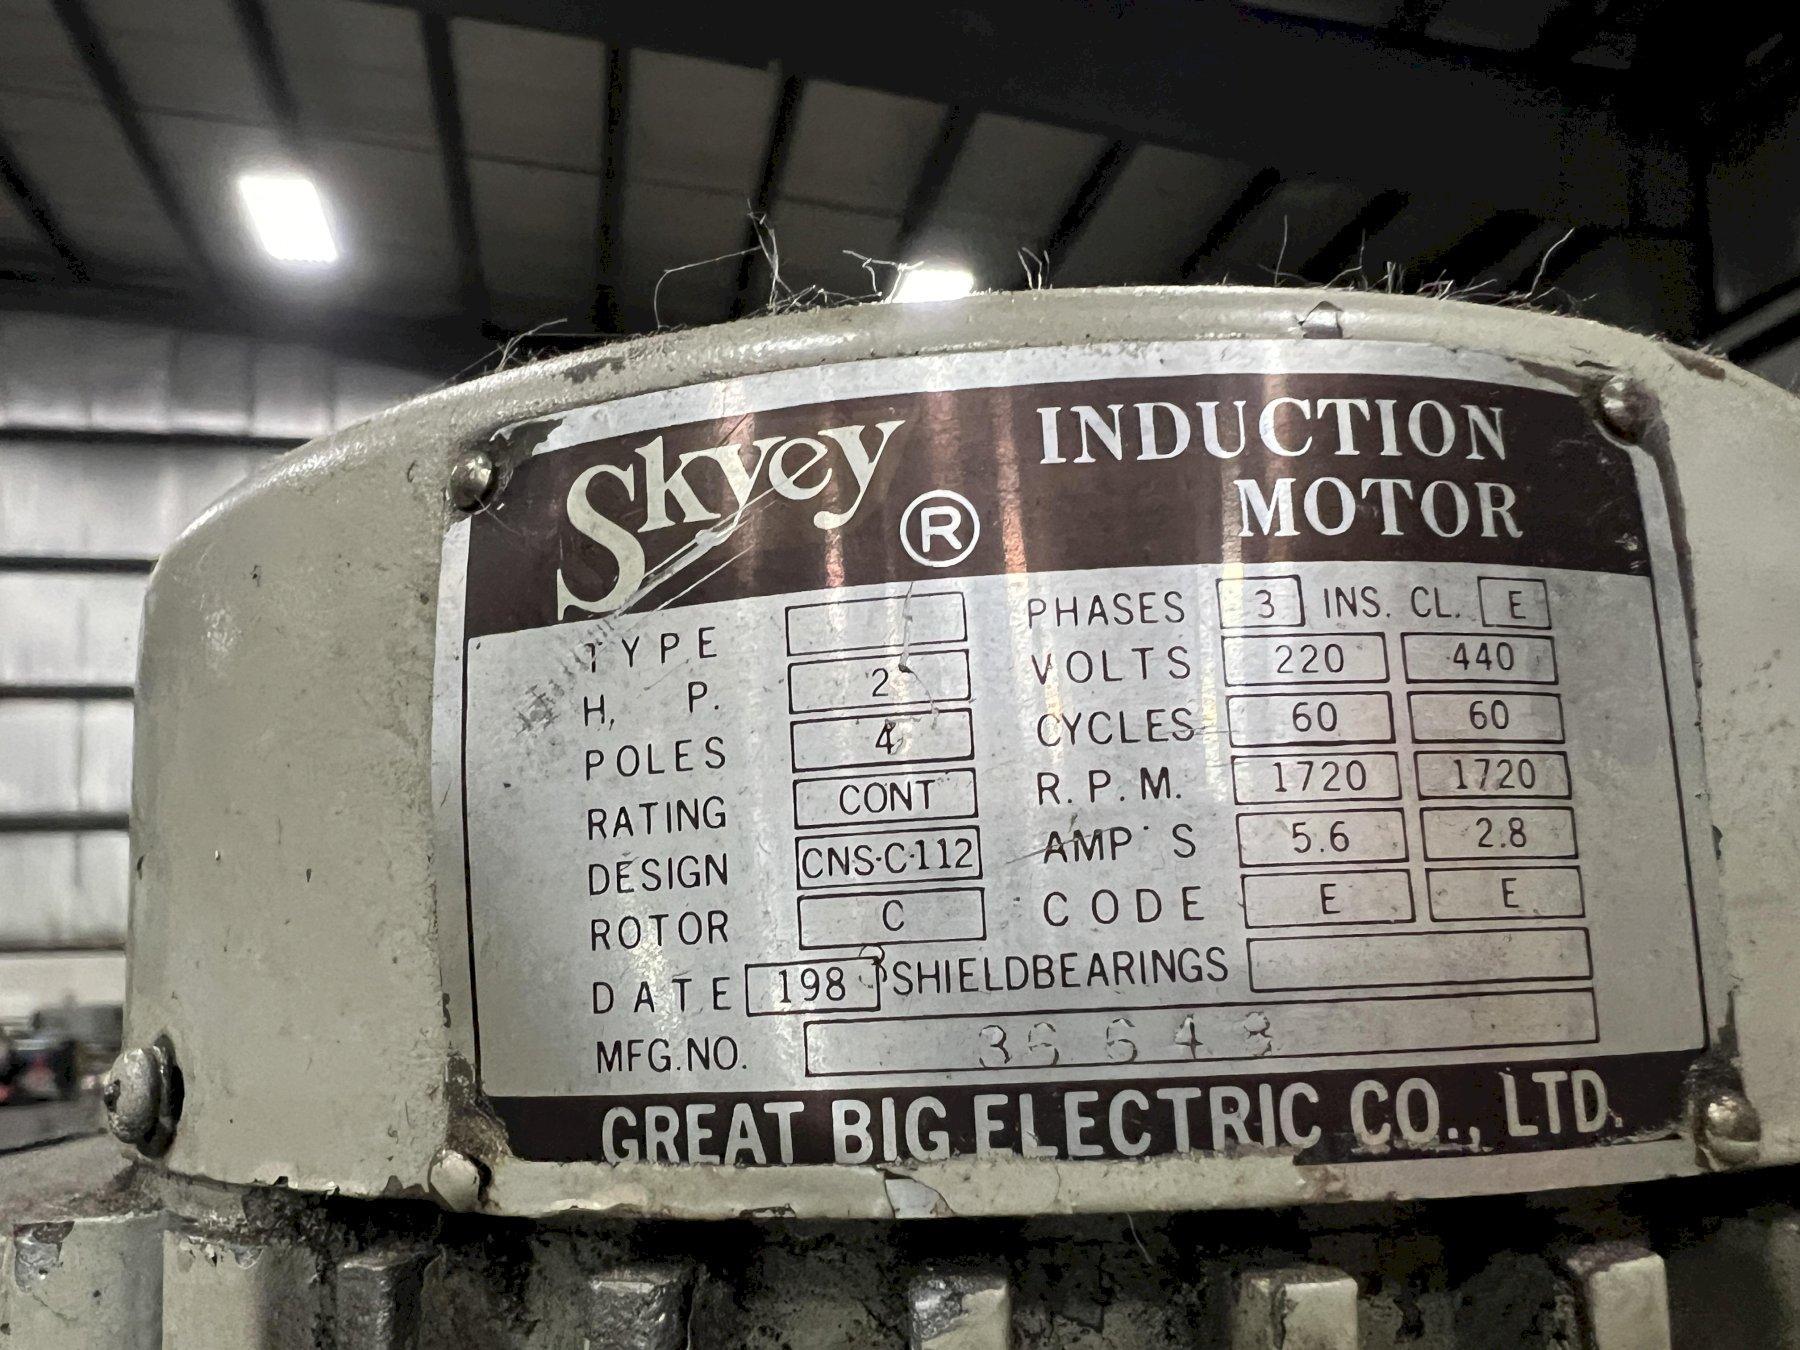 Skyey ® INDUCTION
MOTOR
TYPE
H, P. 2
POLES 4
RATING CONT
DESIGN CNS·C·112
ROTOR C
DATE 198
PHASES 3 INS. CL. E
VOLTS 220 440
CYCLES 60 60
R.P.M. 1720 1720
AMP'S 5.6 2.8
CODE E E
SHIELDBEARINGS
MFG.NO.
GREAT BIG ELECTRIC CO., LTD.